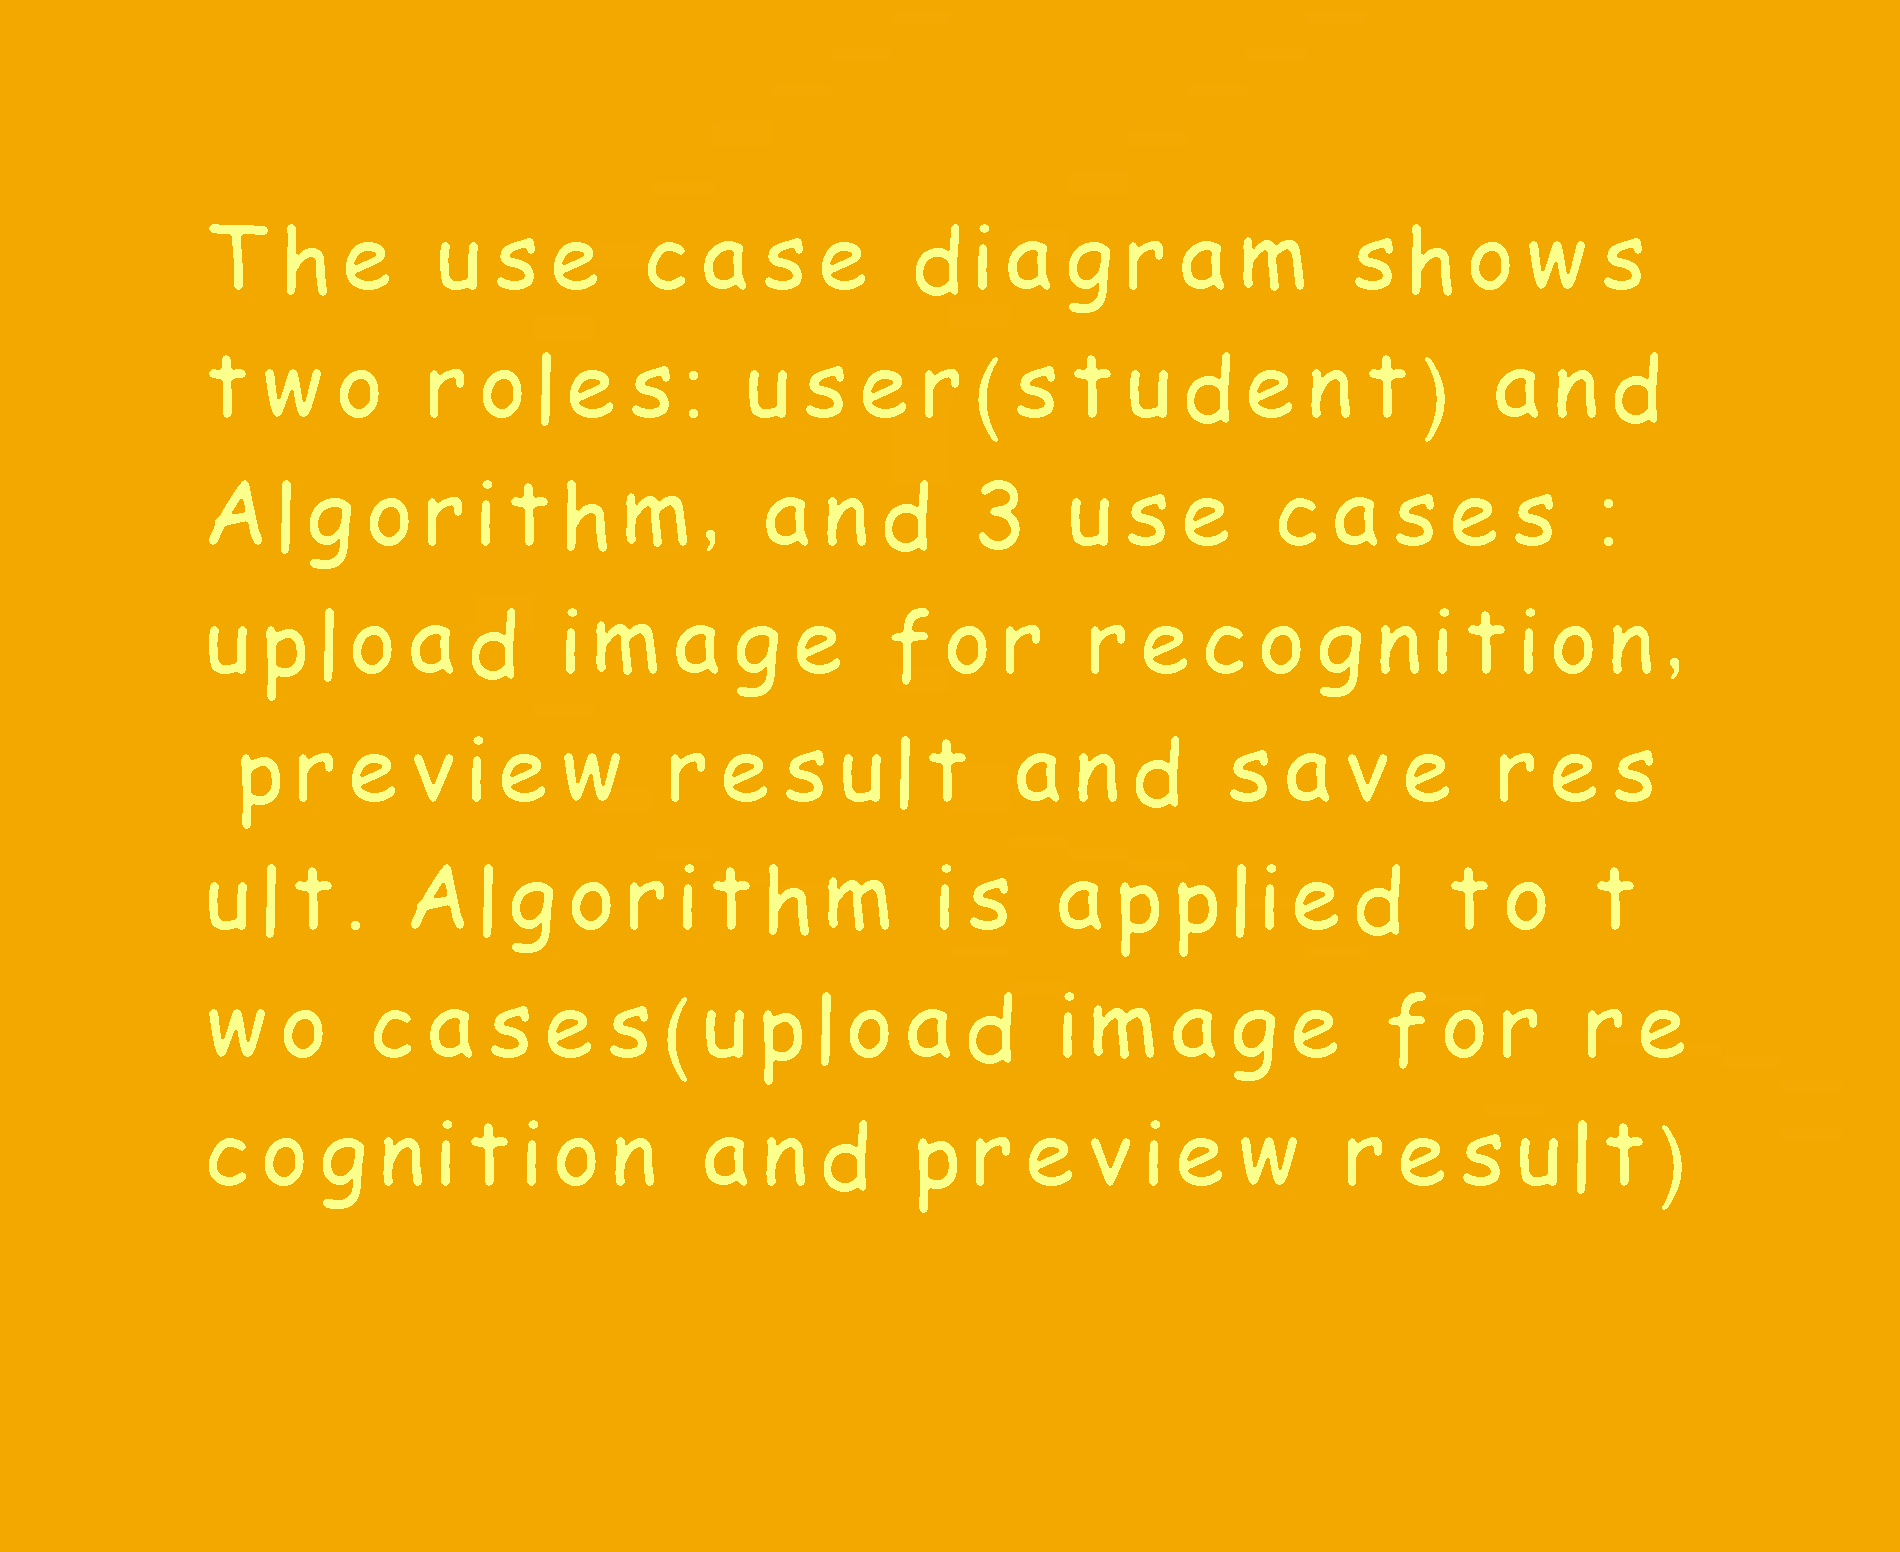 The use case diagram shows
two roles: user(student) and
Algorithm, and 3 use cases :
upload image for recognition,
preview result and save res
ult. Algorithm is applied to t
wo cases(upload image for re
cognition and preview result)